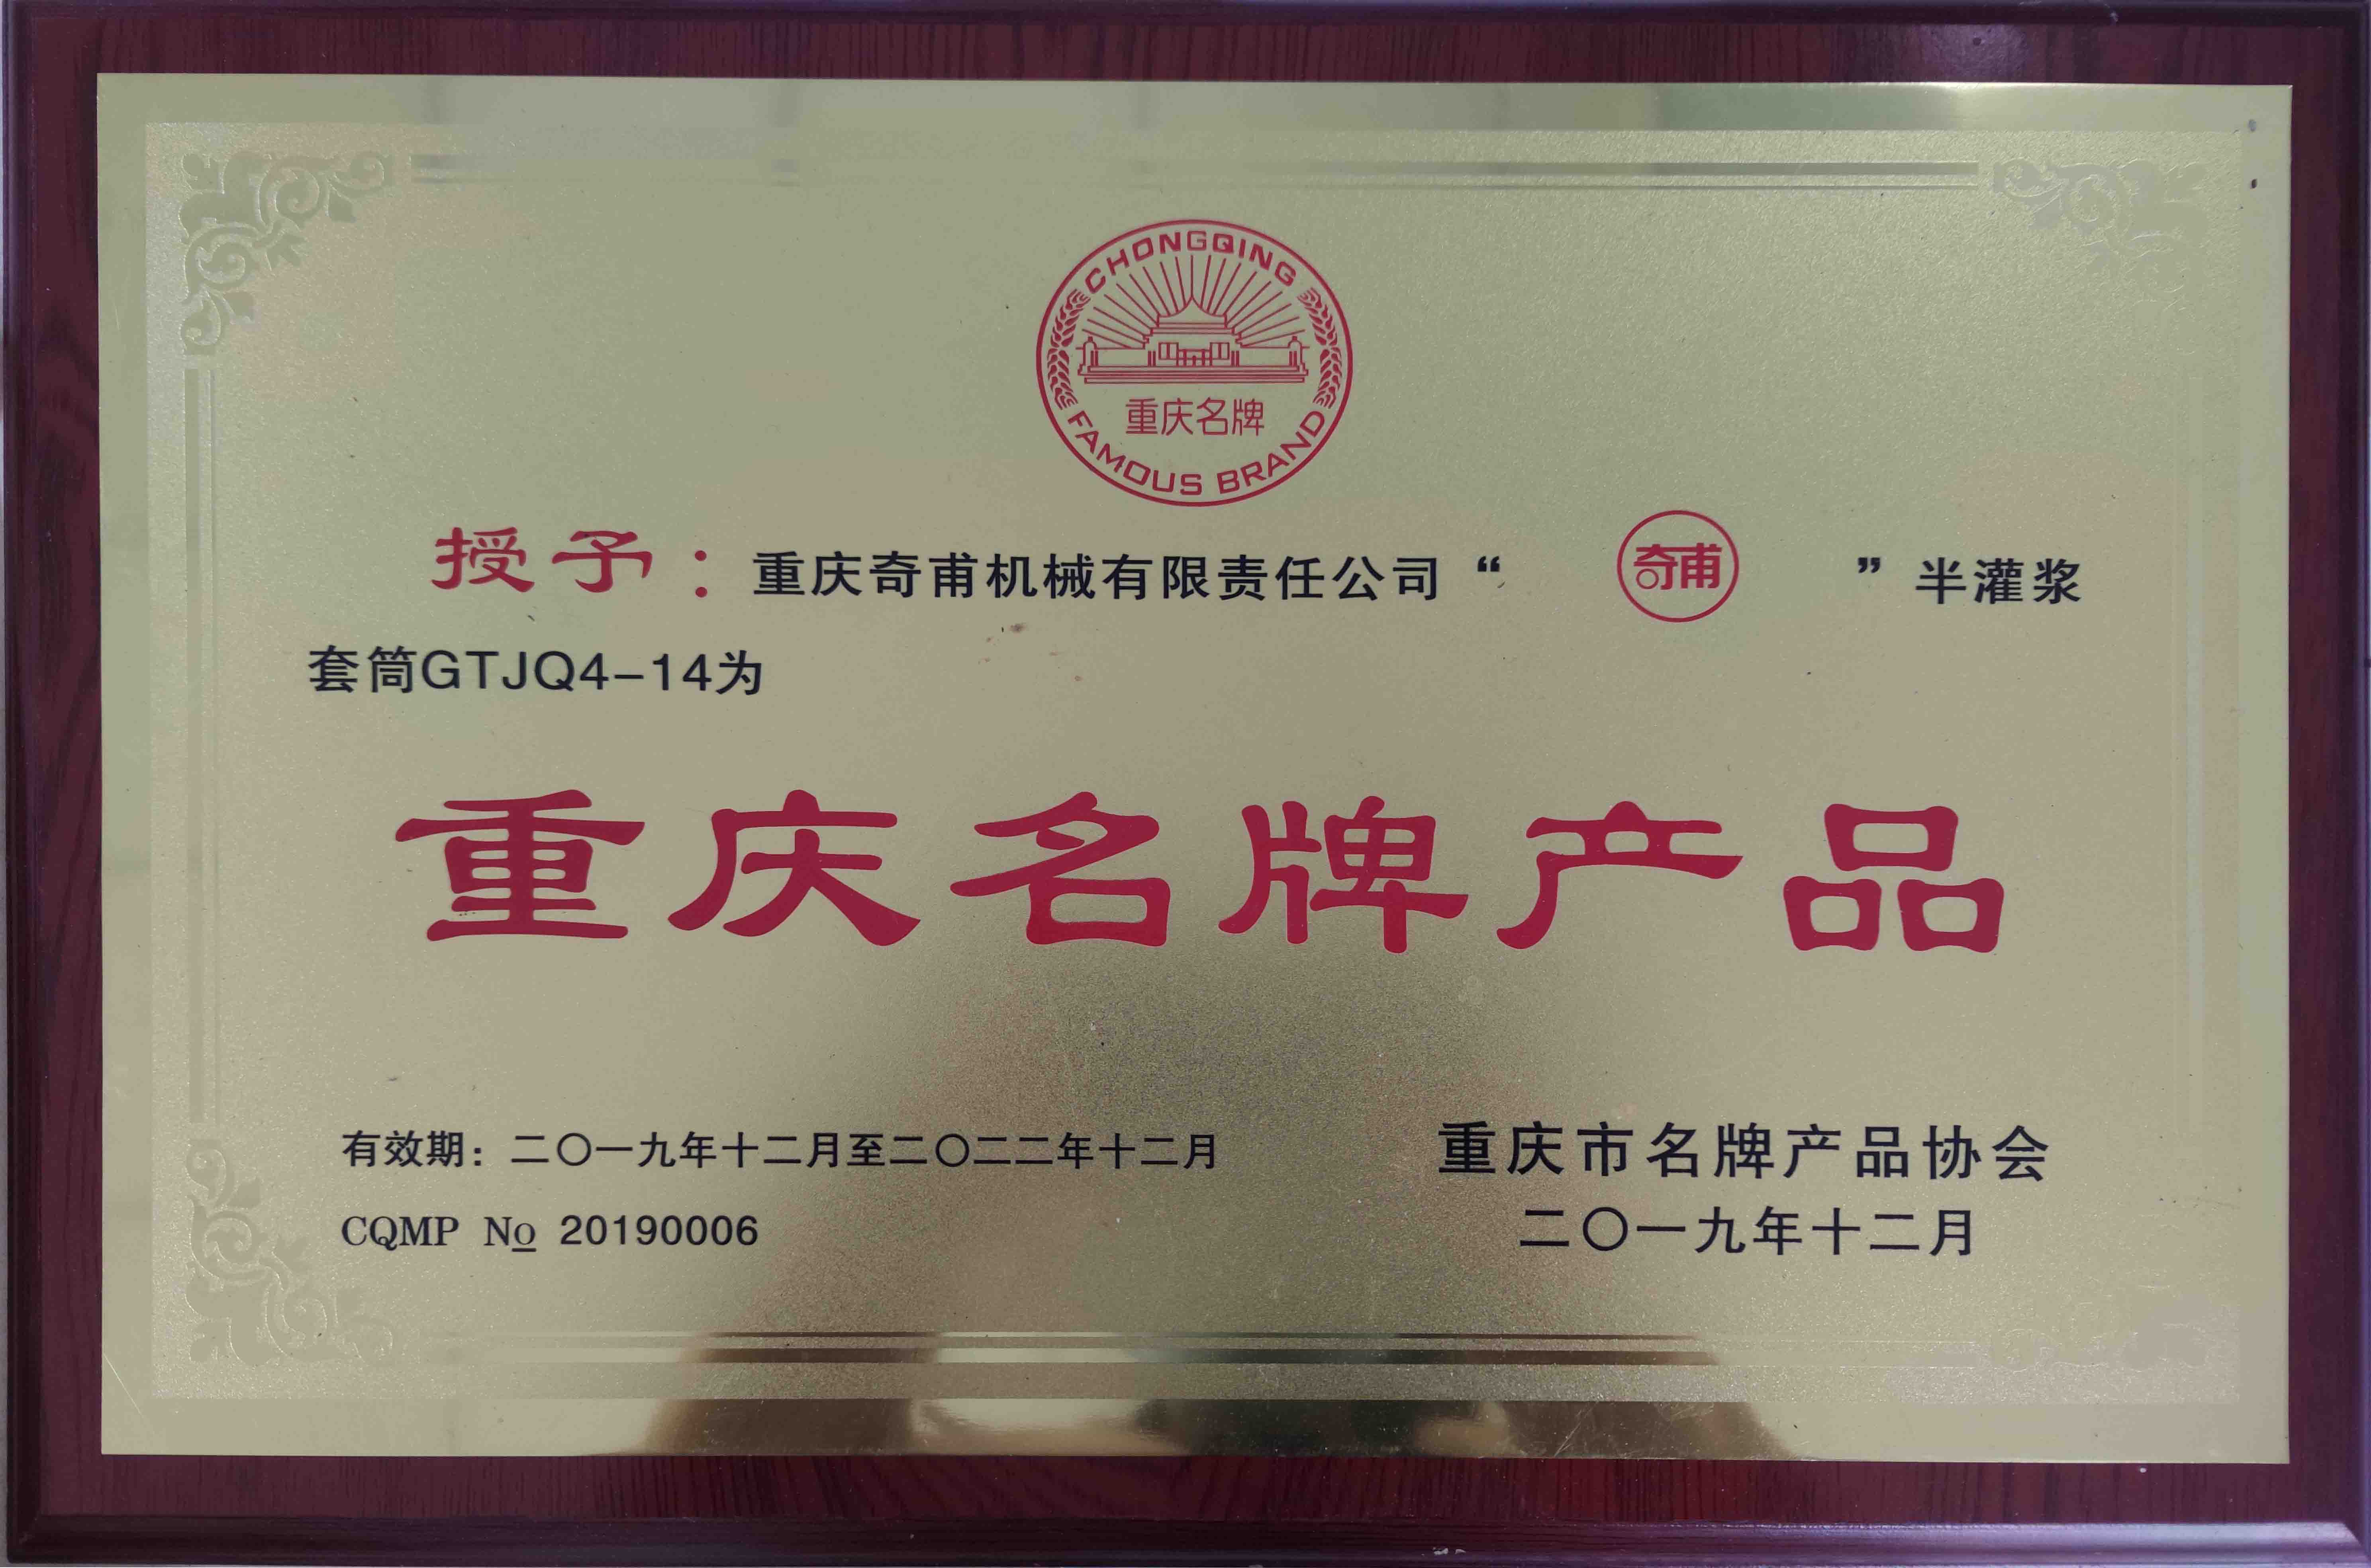 CHONGQING
重庆名牌
FAMOUS BRAND
授予：重庆奇甫机械有限责任公司“ 奇甫 ”半灌浆
套筒GTJQ4-14为
重庆名牌产品
有效期：二〇一九年十二月至二〇二二年十二月
CQMP No 20190006
重庆市名牌产品协会
二〇一九年十二月